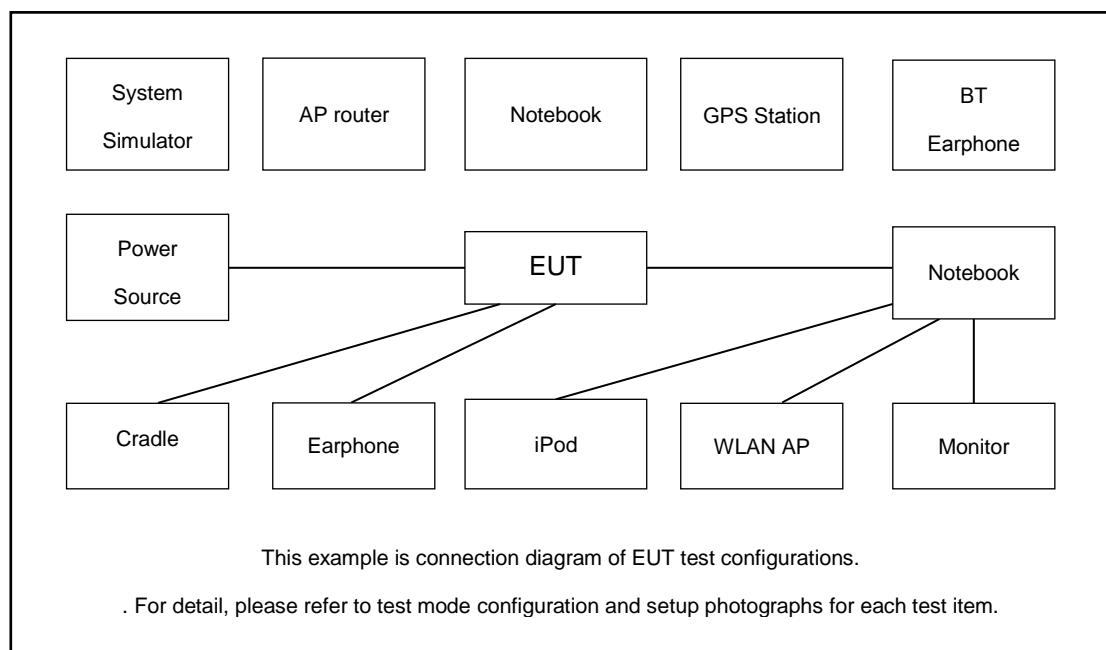 System
Simulator
AP router
Notebook
GPS Station
BT
Earphone
Power
Source
EUT
Notebook
Cradle
Earphone
iPod
WLAN AP
Monitor
This example is connection diagram of EUT test configurations.
. For detail, please refer to test mode configuration and setup photographs for each test item.